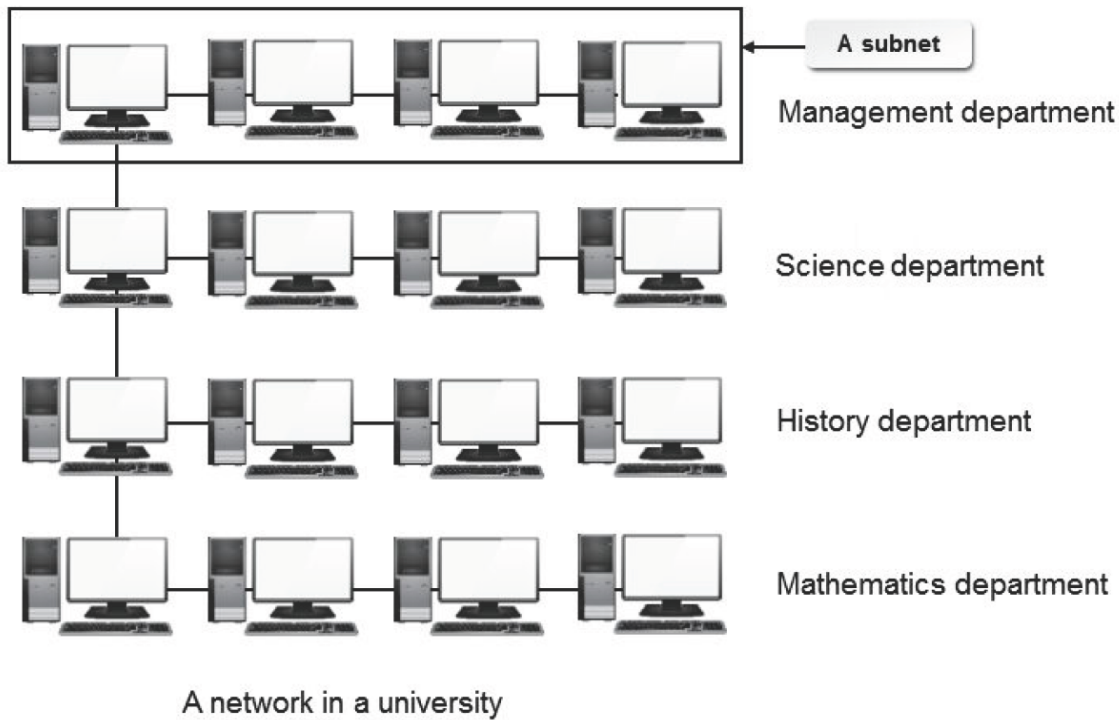 A subnet
Management department
Science department
History department
Mathematics department
A network in a university